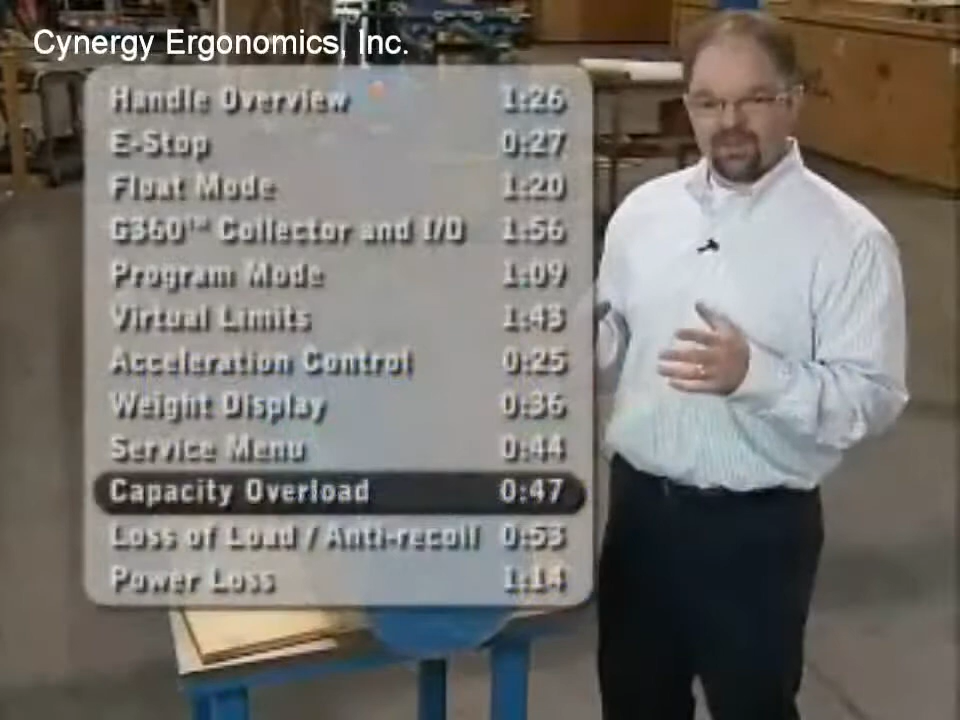 Cynergy Ergonomics, Inc.
Handle Overview 1:26
E-Stop 0:27
Float Mode 1:20
G360™ Collector and I/O 1:56
Program Mode 1:09
Virtual Limits 1:43
Acceleration Control 0:25
Weight Display 0:36
Service Menu 0:44
Capacity Overload 0:47
Loss of Load / Anti-recoil 0:53
Power Loss 1:14